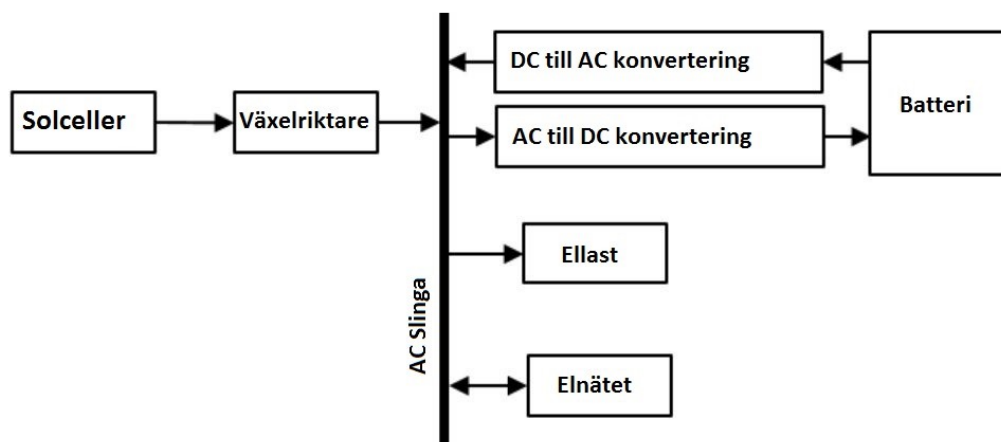 Solceller
Växelriktare
DC till AC konvertering
AC till DC konvertering
Batteri
Ellast
AC Slinga
Elnätet